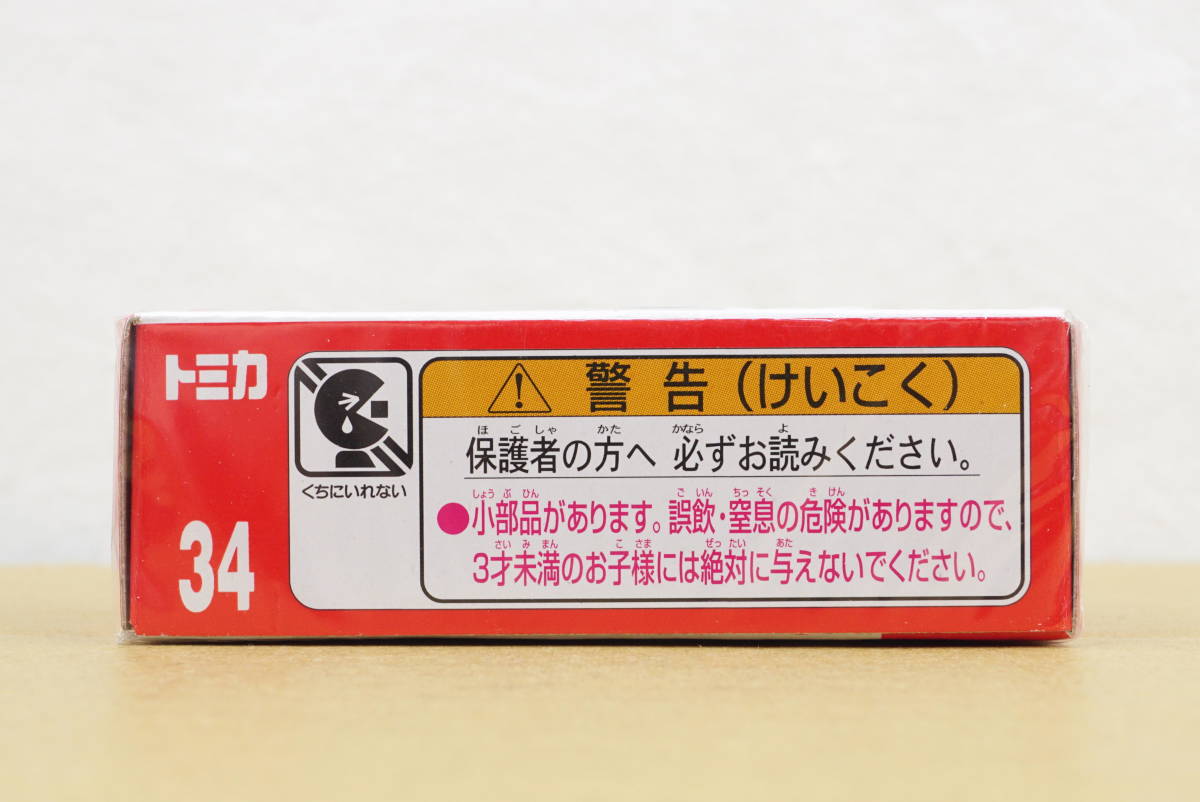 トミカ
34
くちにいれない
警告(けいこく)
ほごしゃ かた かなら よ
保護者の方へ 必ずお読みください。
しょうぶひん ごいん ちっそく きけん
●小部品があります。誤飲・窒息の危険がありますので、
さいみまん こさま ぜったい あた
3才未満のお子様には絶対に与えないでください。